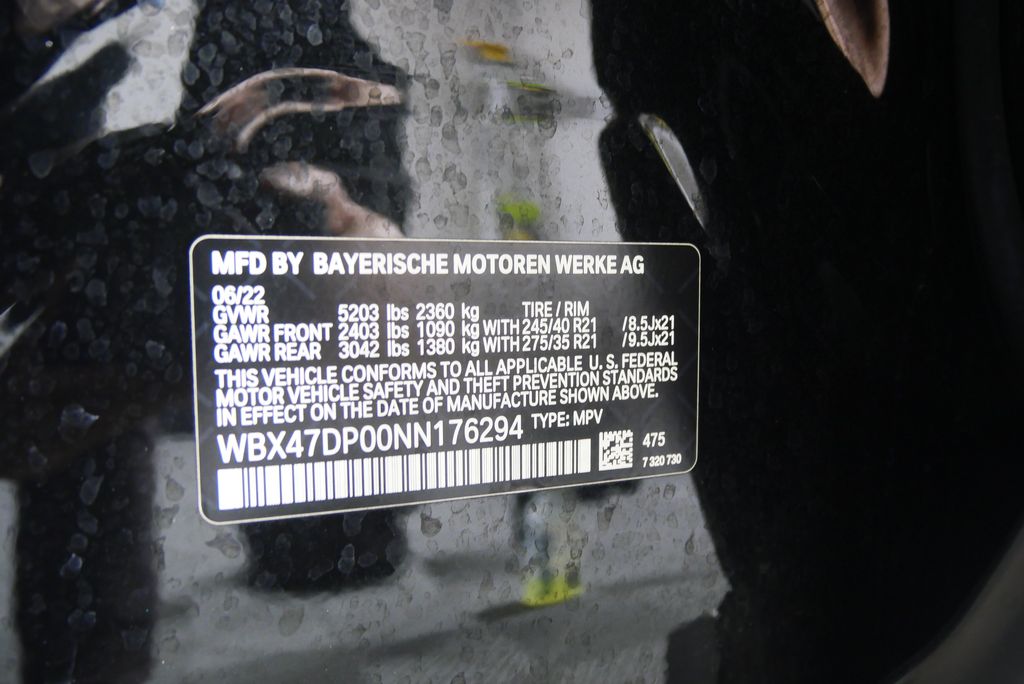 MFD BY BAYERISCHE MOTOREN WERKE AG
06/22
GVWR 5203 lbs 2360 kg TIRE / RIM
GAWR FRONT 2403 lbs 1090 kg WITH 245/40 R21 /8.5Jx21
GAWR REAR 3042 lbs 1380 kg WITH 275/35 R21 /9.5Jx21
THIS VEHICLE CONFORMS TO ALL APPLICABLE U. S. FEDERAL
MOTOR VEHICLE SAFETY AND THEFT PREVENTION STANDARDS
IN EFFECT ON THE DATE OF MANUFACTURE SHOWN ABOVE.
WBX47DP00NN176294 TYPE: MPV
475
7 320 730